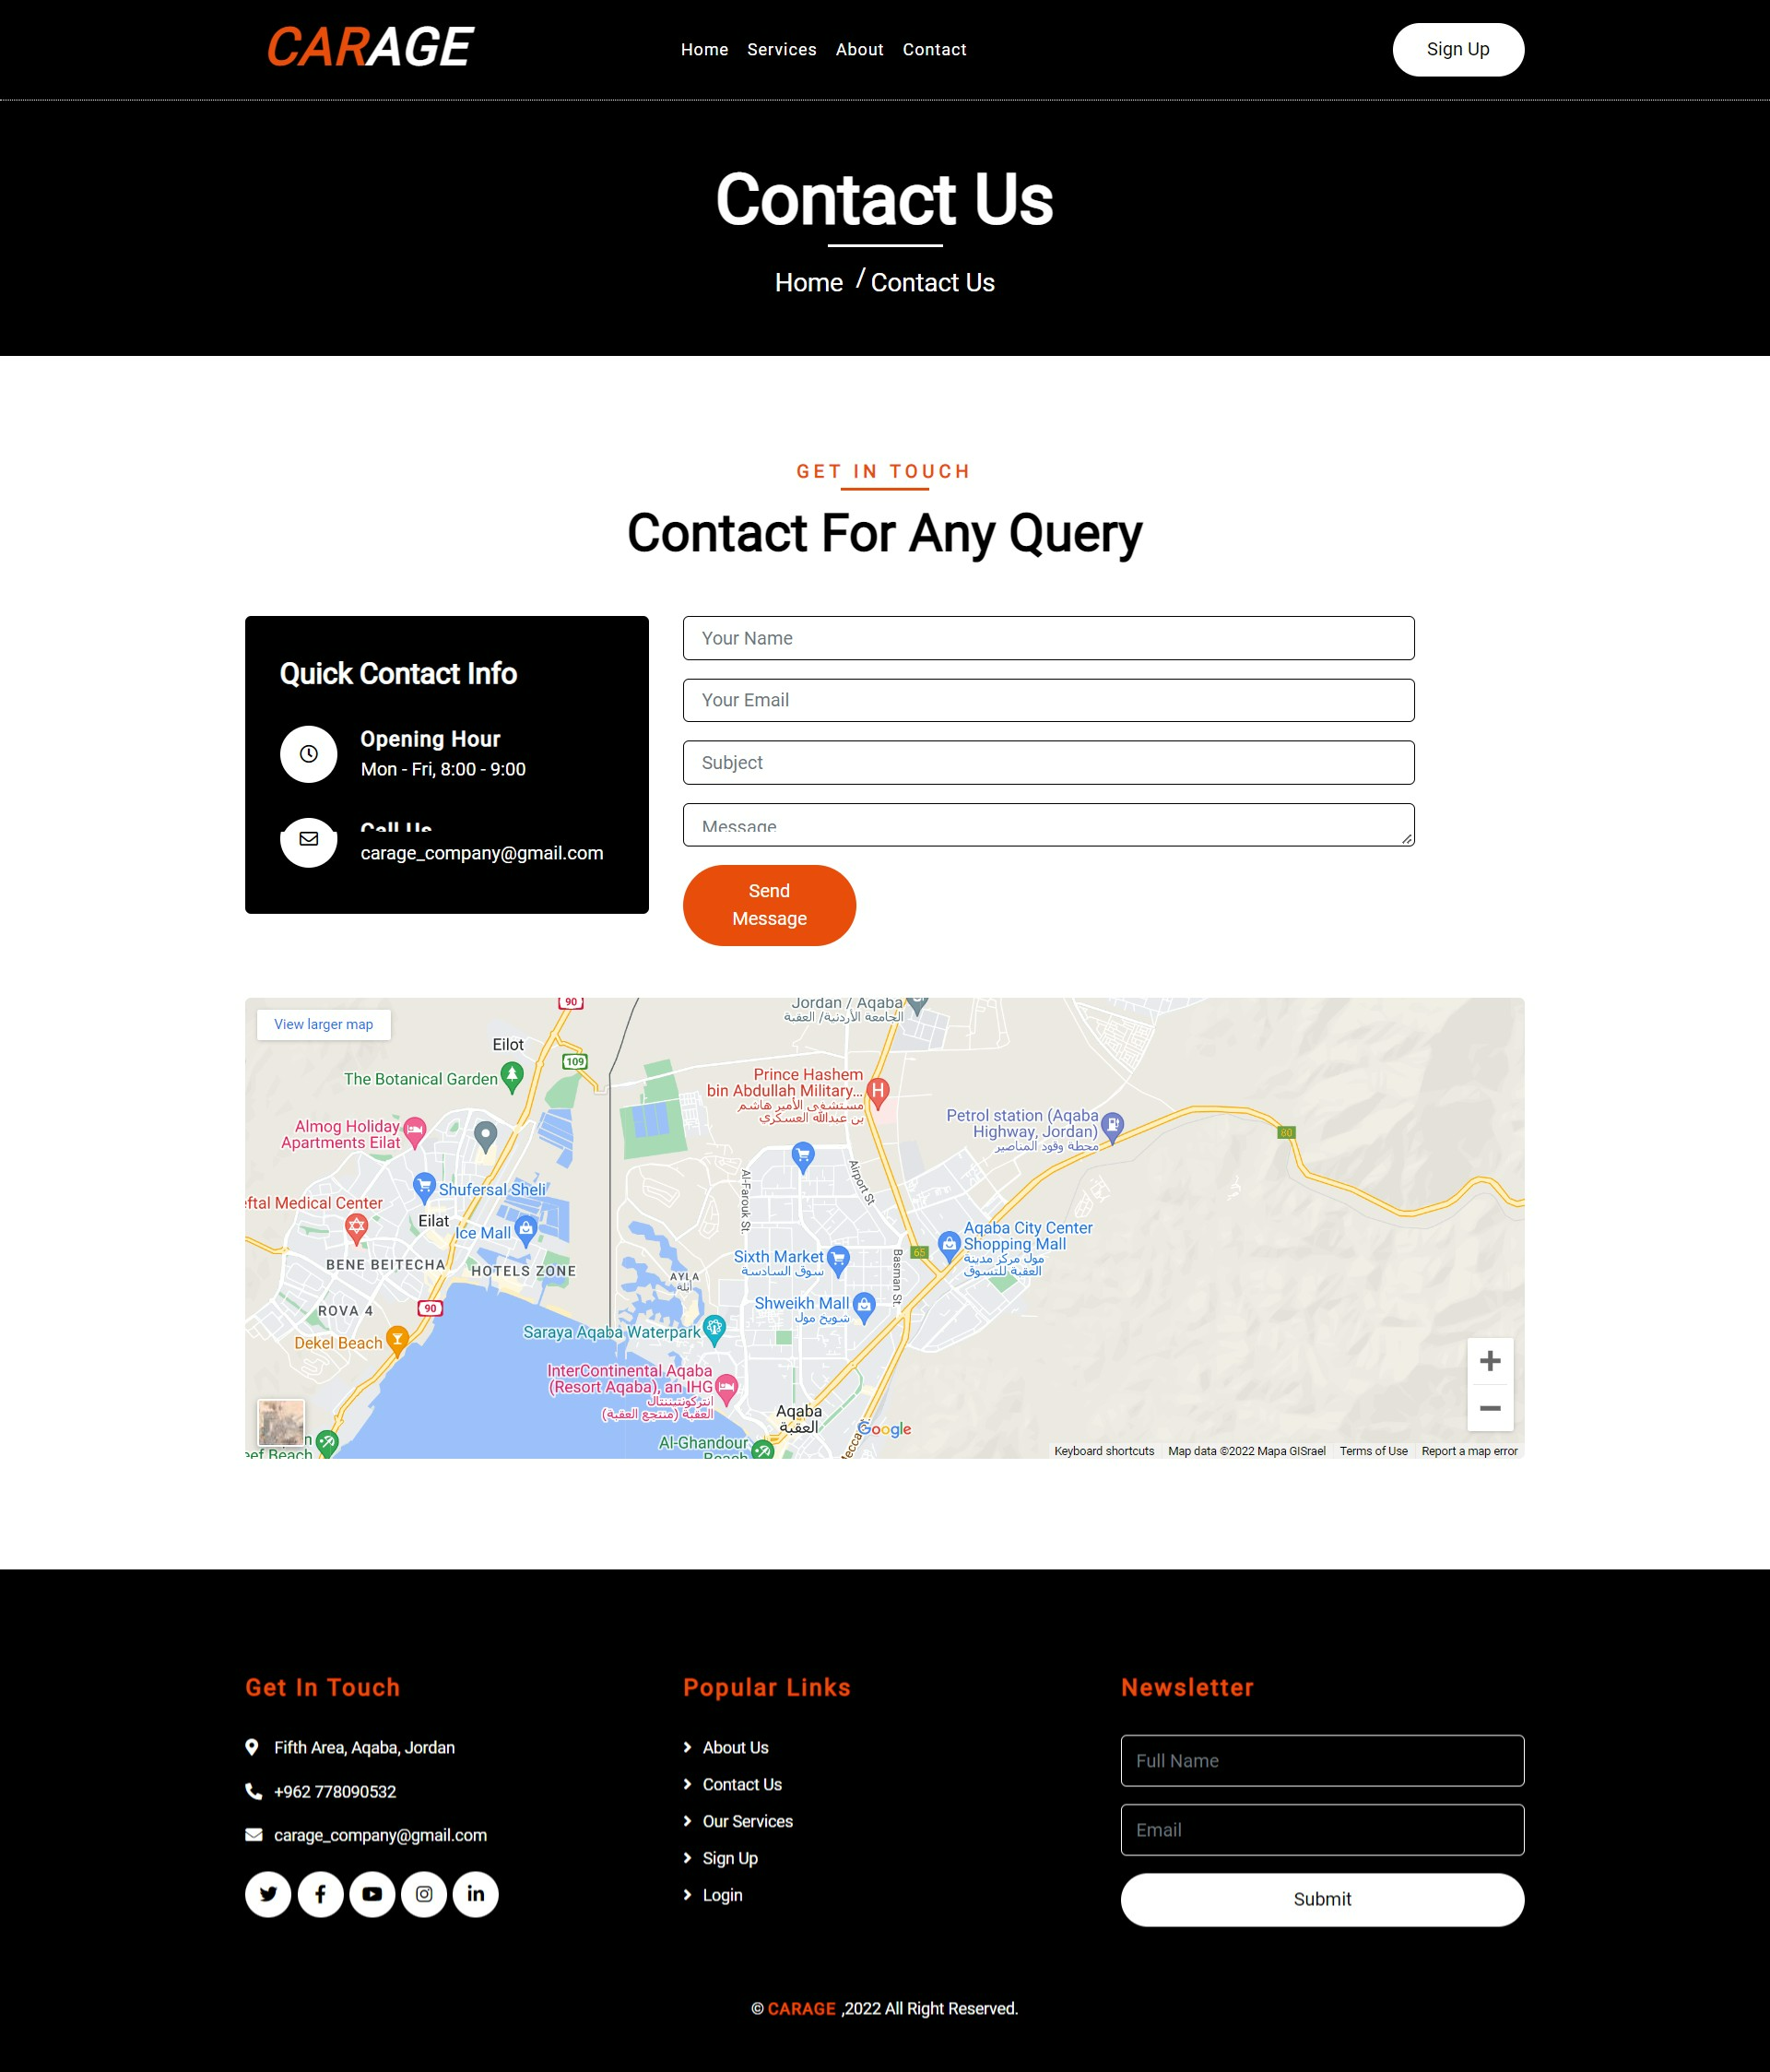 CARAGE
Home
Services
About
Contact
Sign Up
Contact Us
Home / Contact Us
GET IN TOUCH
Contact For Any Query
Quick Contact Info
Opening Hour
Mon - Fri, 8:00 - 9:00
Call Us
carage_company@gmail.com
Your Name
Your Email
Subject
Message
Send
Message
View larger map
90
Jordan / Aqaba
الجامعة الأردنية/ العقبة
Eilot
109
The Botanical Garden
Prince Hashem
bin Abdullah Military...
مستشفى الأمير هاشم
بن عبدالله العسكري
Almog Holiday
Apartments Eilat
Petrol station (Aqaba
Highway, Jordan)
محطة وقود المناصير
80
Al-Farouk St.
Airport St
Shufersal Sheli
eftal Medical Center
Eilat
Ice Mall
Aqaba City Center
Shopping Mall
مول مركز مدينة
العقبة للتسوق
65
Sixth Market
سوق السادسة
Basman St.
BENE BEITECHA
HOTELS ZONE
AYLA
أيلة
ROVA 4
90
Shweikh Mall
شويخ مول
Dekel Beach
Saraya Aqaba Waterpark
InterContinental Aqaba
(Resort Aqaba), an IHG
انتركونتيننتال
العقبة (منتجع العقبة)
Aqaba
العقبة
Google
Al-Ghandour
Beach
eef Beach
Keyboard shortcuts
Map data ©2022 Mapa GISrael
Terms of Use
Report a map error
Get In Touch
Fifth Area, Aqaba, Jordan
+962 778090532
carage_company@gmail.com
Popular Links
About Us
Contact Us
Our Services
Sign Up
Login
Newsletter
Full Name
Email
Submit
© CARAGE ,2022 All Right Reserved.